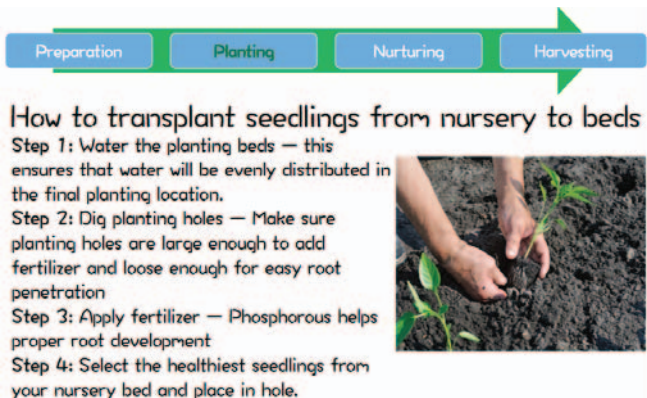 Preparation
Planting
Nurturing
Harvesting
How to transplant seedlings from nursery to beds
Step 1: Water the planting beds – this
ensures that water will be evenly distributed in
the final planting location.
Step 2: Dig planting holes – Make sure
planting holes are large enough to add
fertilizer and loose enough for easy root
penetration
Step 3: Apply fertilizer – Phosphorous helps
proper root development
Step 4: Select the healthiest seedlings from
your nursery bed and place in hole.